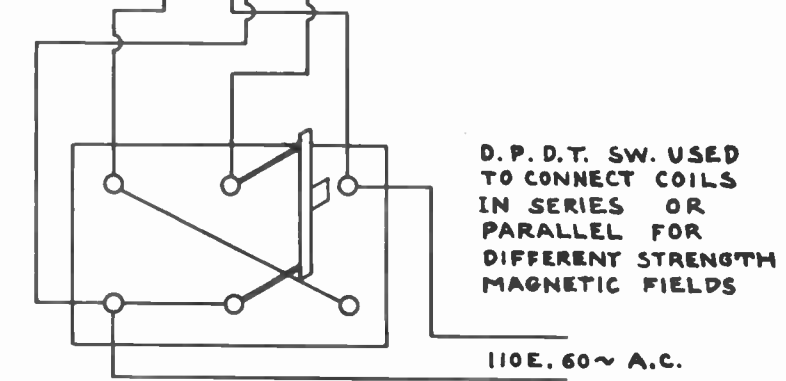 D.P.D.T. SW. USED
TO CONNECT COILS
IN SERIES OR
PARALLEL FOR
DIFFERENT STRENGTH
MAGNETIC FIELDS
110E. 60~ A.C.